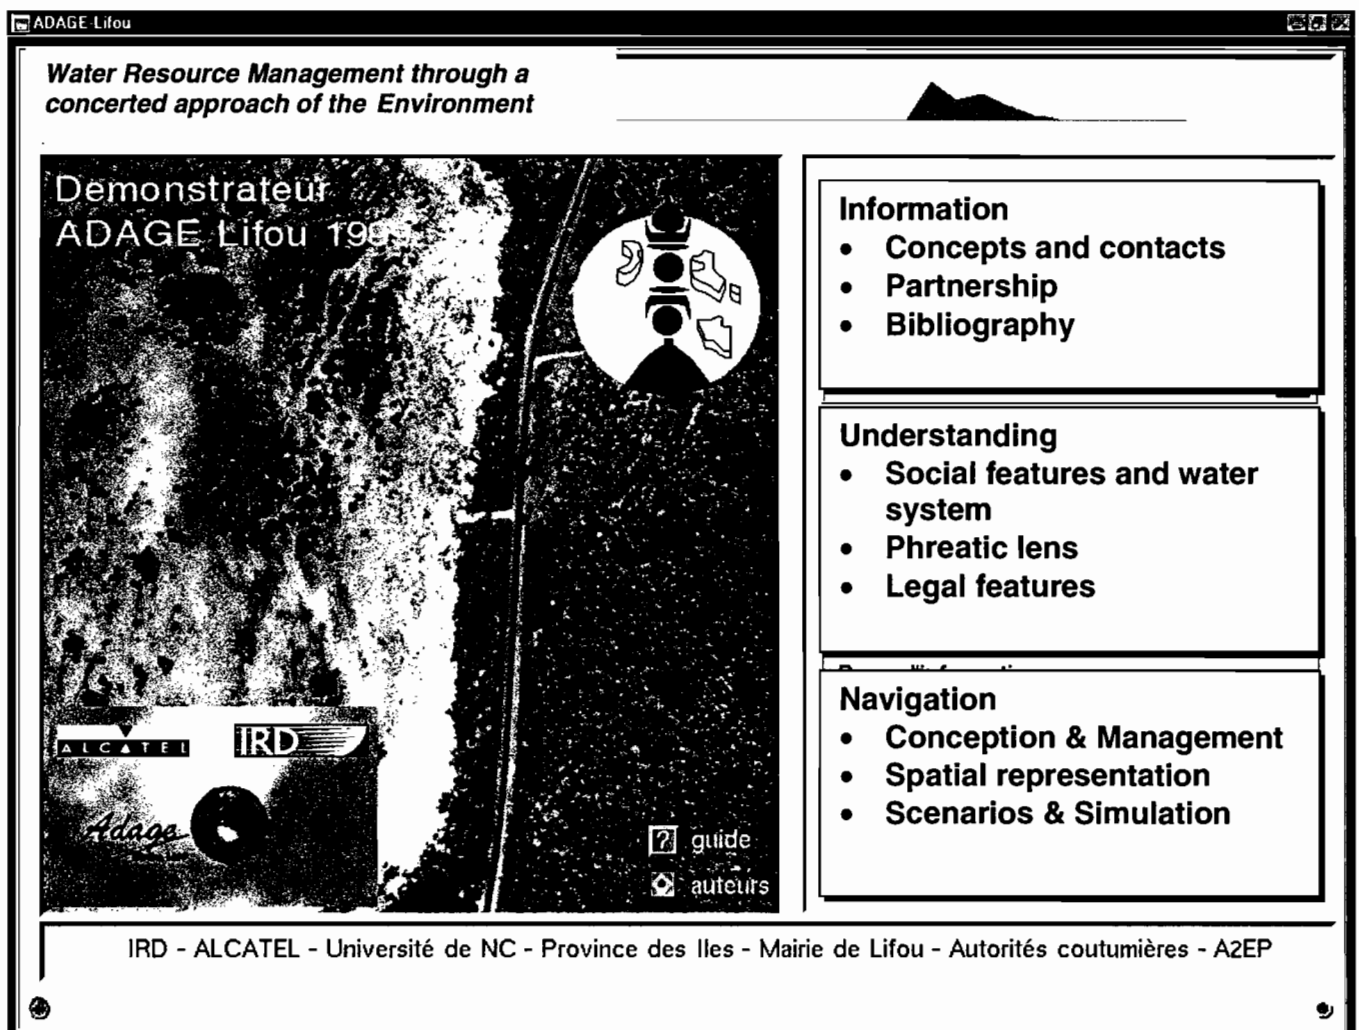 ADAGE-Lifou
Water Resource Management through a
concerted approach of the Environment
Demonstrateur
ADAGE Lifou
Information
• Concepts and contacts
• Partnership
• Bibliography
Understanding
• Social features and water
system
• Phreatic lens
• Legal features
Navigation
• Conception & Management
• Spatial representation
• Scenarios & Simulation
ALCATEL
IRD
Adage
? guide
auteurs
IRD - ALCATEL - Université de NC - Province des Iles - Mairie de Lifou - Autorités coutumières - A2EP